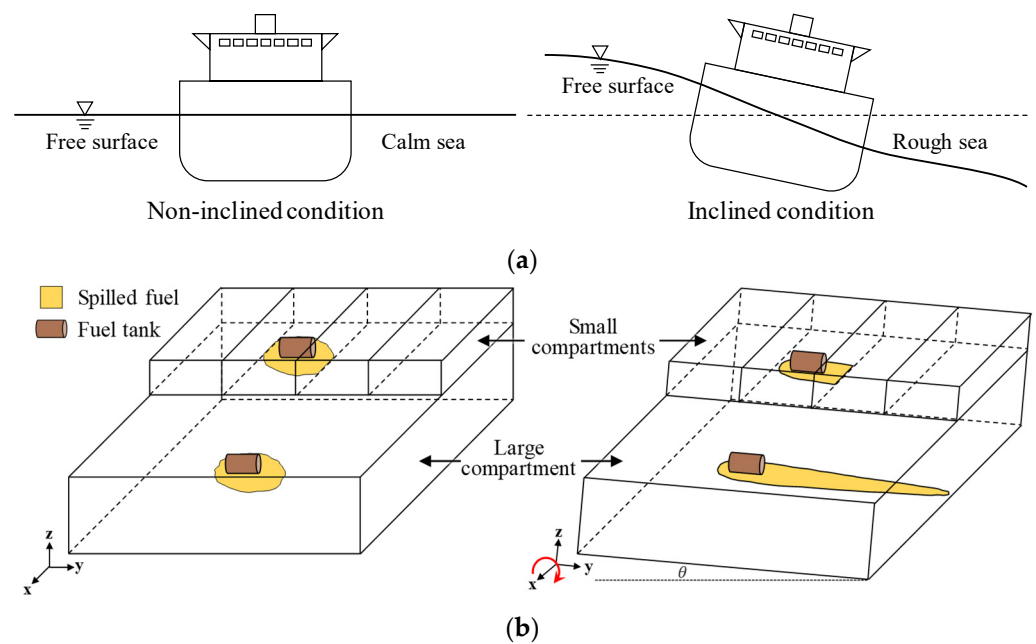 Free surface
Calm sea
Non-inclined condition
Free surface
Rough sea
Inclined condition
(a)
Spilled fuel
Fuel tank
Small
compartments
Large
compartment
z
y
x
z
y
x
θ
(b)